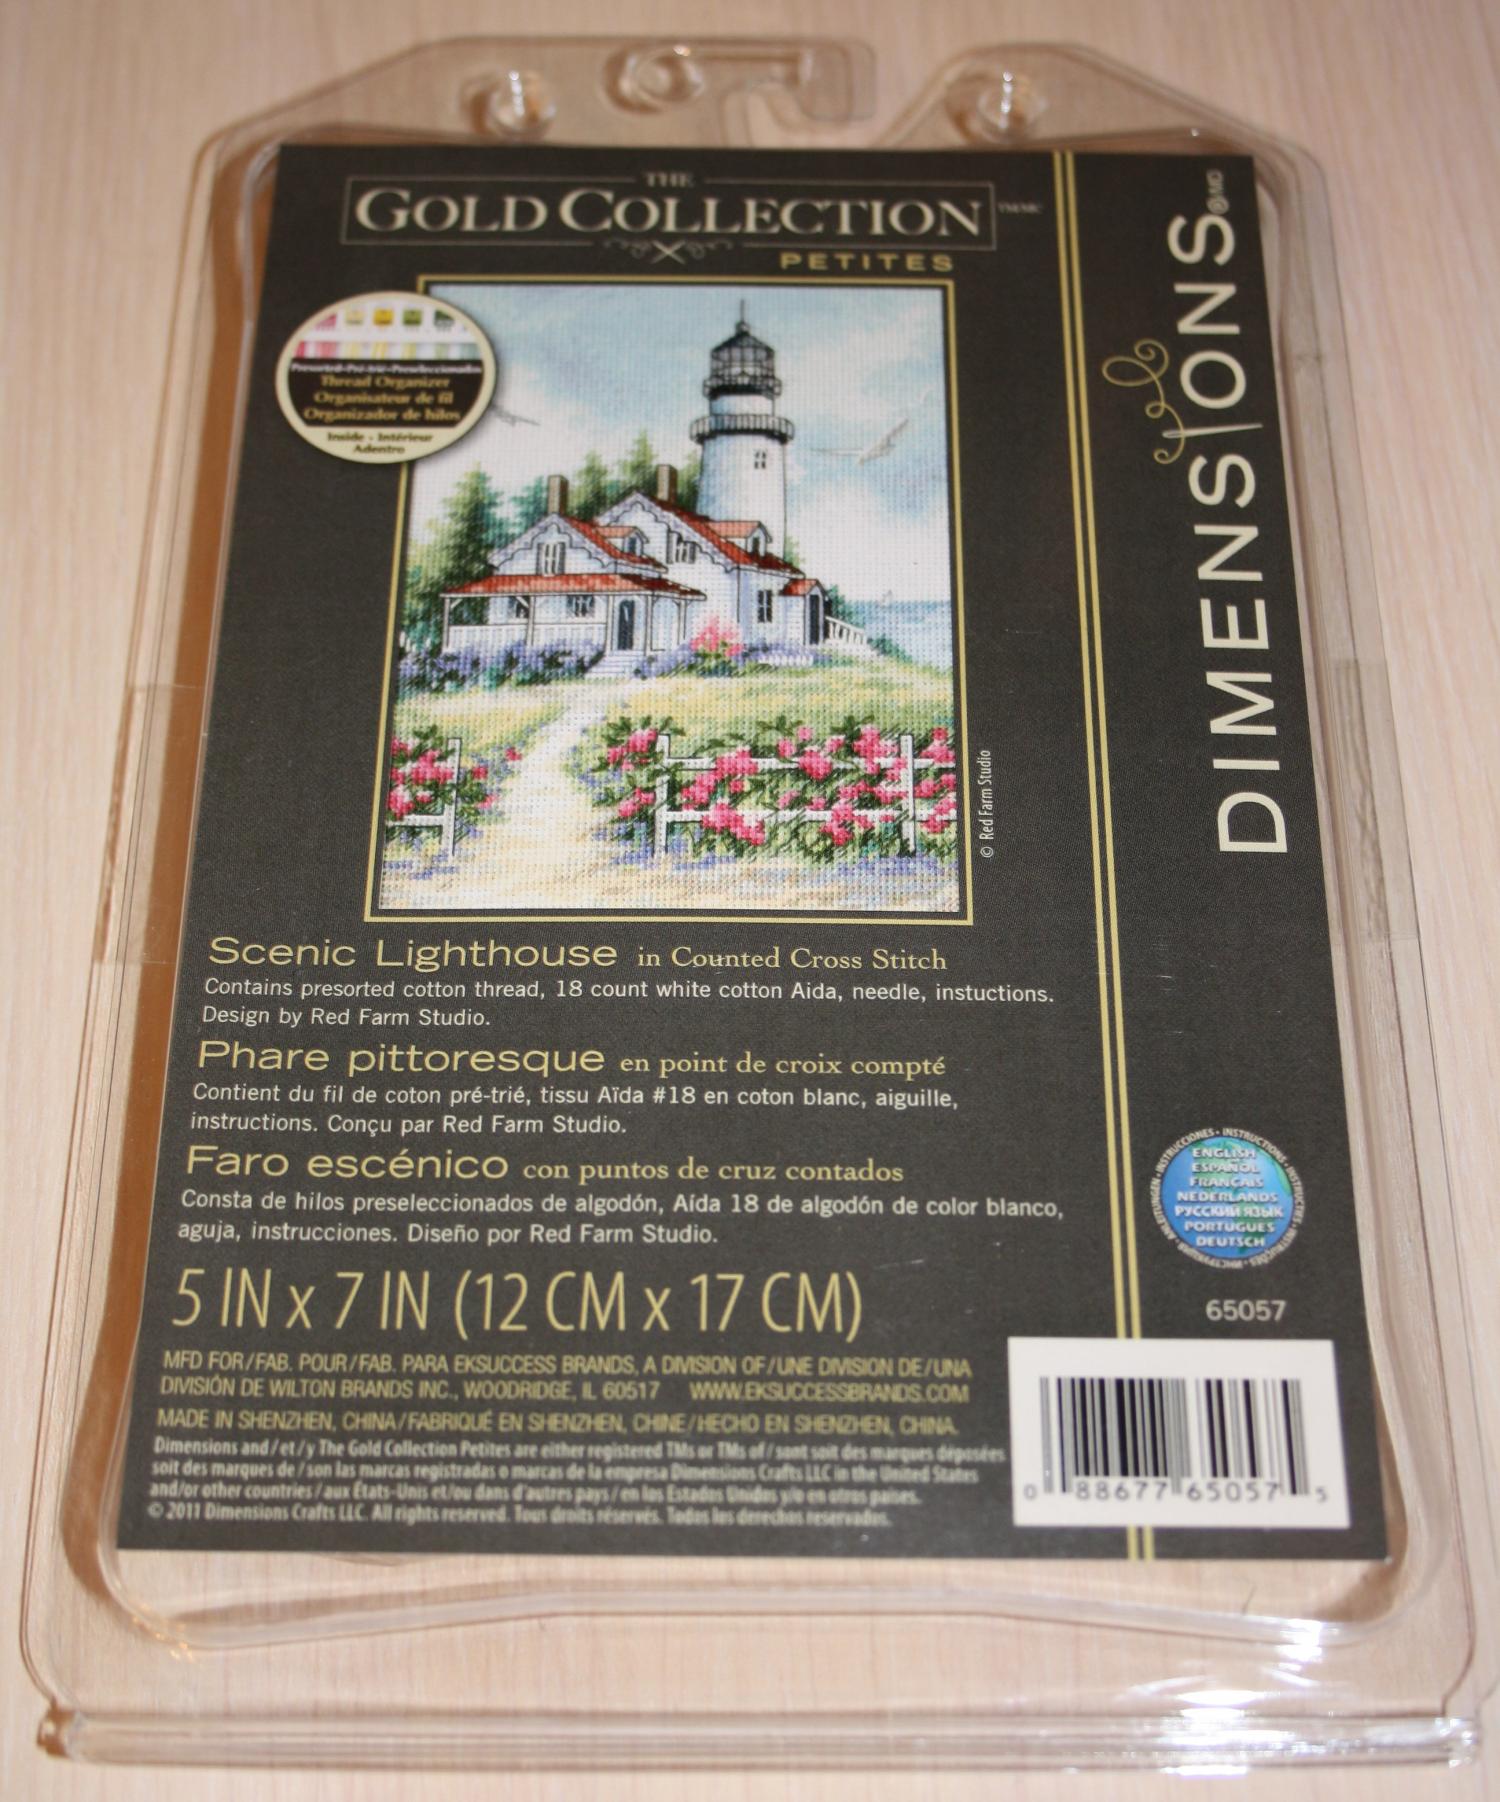 THE
GOLD COLLECTION
PETITES
Presorted-Pré-trié-Preseleccionados
Thread Organizer
Organisateur de fil
Organizador de hilos
Inside - Intérieur
Adentro
DIMENSIONS
© Red Farm Studio
Scenic Lighthouse in Counted Cross Stitch
Contains presorted cotton thread, 18 count white cotton Aida, needle, instuctions.
Design by Red Farm Studio.
Phare pittoresque en point de croix compté
Contient du fil de coton pré-trié, tissu Aïda #18 en coton blanc, aiguille,
instructions. Conçu par Red Farm Studio.
Faro escénico con puntos de cruz contados
Consta de hilos preseleccionados de algodón, Aída 18 de algodón de color blanco,
aguja, instrucciones. Diseño por Red Farm Studio.
5 IN x 7 IN (12 CM x 17 CM)
MFD FOR/FAB. POUR/FAB. PARA EKSUCCESS BRANDS, A DIVISION OF/UNE DIVISION DE/UNA
DIVISIÓN DE WILTON BRANDS INC., WOODRIDGE, IL 60517 WWW.EKSUCCESSBRANDS.COM
MADE IN SHENZHEN, CHINA/FABRIQUÉ EN SHENZHEN, CHINE/HECHO EN SHENZHEN, CHINA.
Dimensions and/et/y The Gold Collection Petites are either registered TMs or TMs of/sont soit des marques déposées
soit des marques de/son las marcas registradas o marcas de la empresa Dimensions Crafts LLC in the United States
and/or other countries/aux États-Unis et/ou dans d'autres pays/en los Estados Unidos y/o en otros países.
© 2011 Dimensions Crafts LLC. All rights reserved. Tous droits réservés. Todos los derechos reservados.
INSTRUCCIONES • INSTRUCTIONS
ENGLISH
ESPAÑOL
FRANÇAIS
NEDERLANDS
РУССКИЙ ЯЗЫК
PORTUGUES
DEUTSCH
65057
0 88677 65057 5